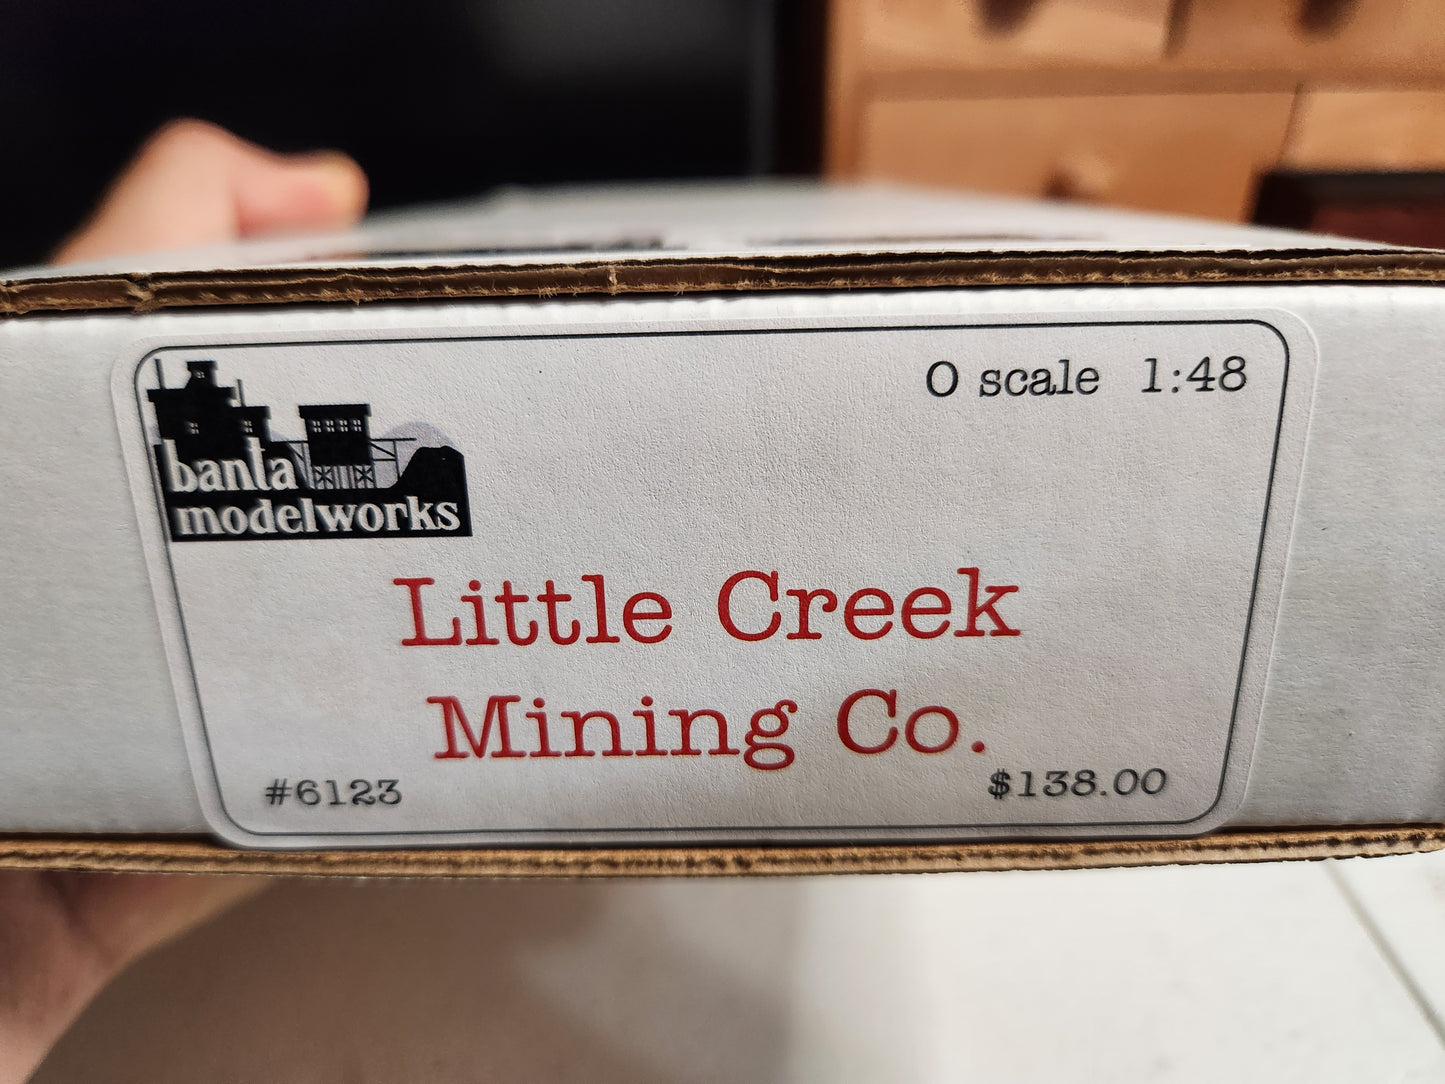 banta
modelworks
O scale 1:48
Little Creek
Mining Co.
#6123
$138.00